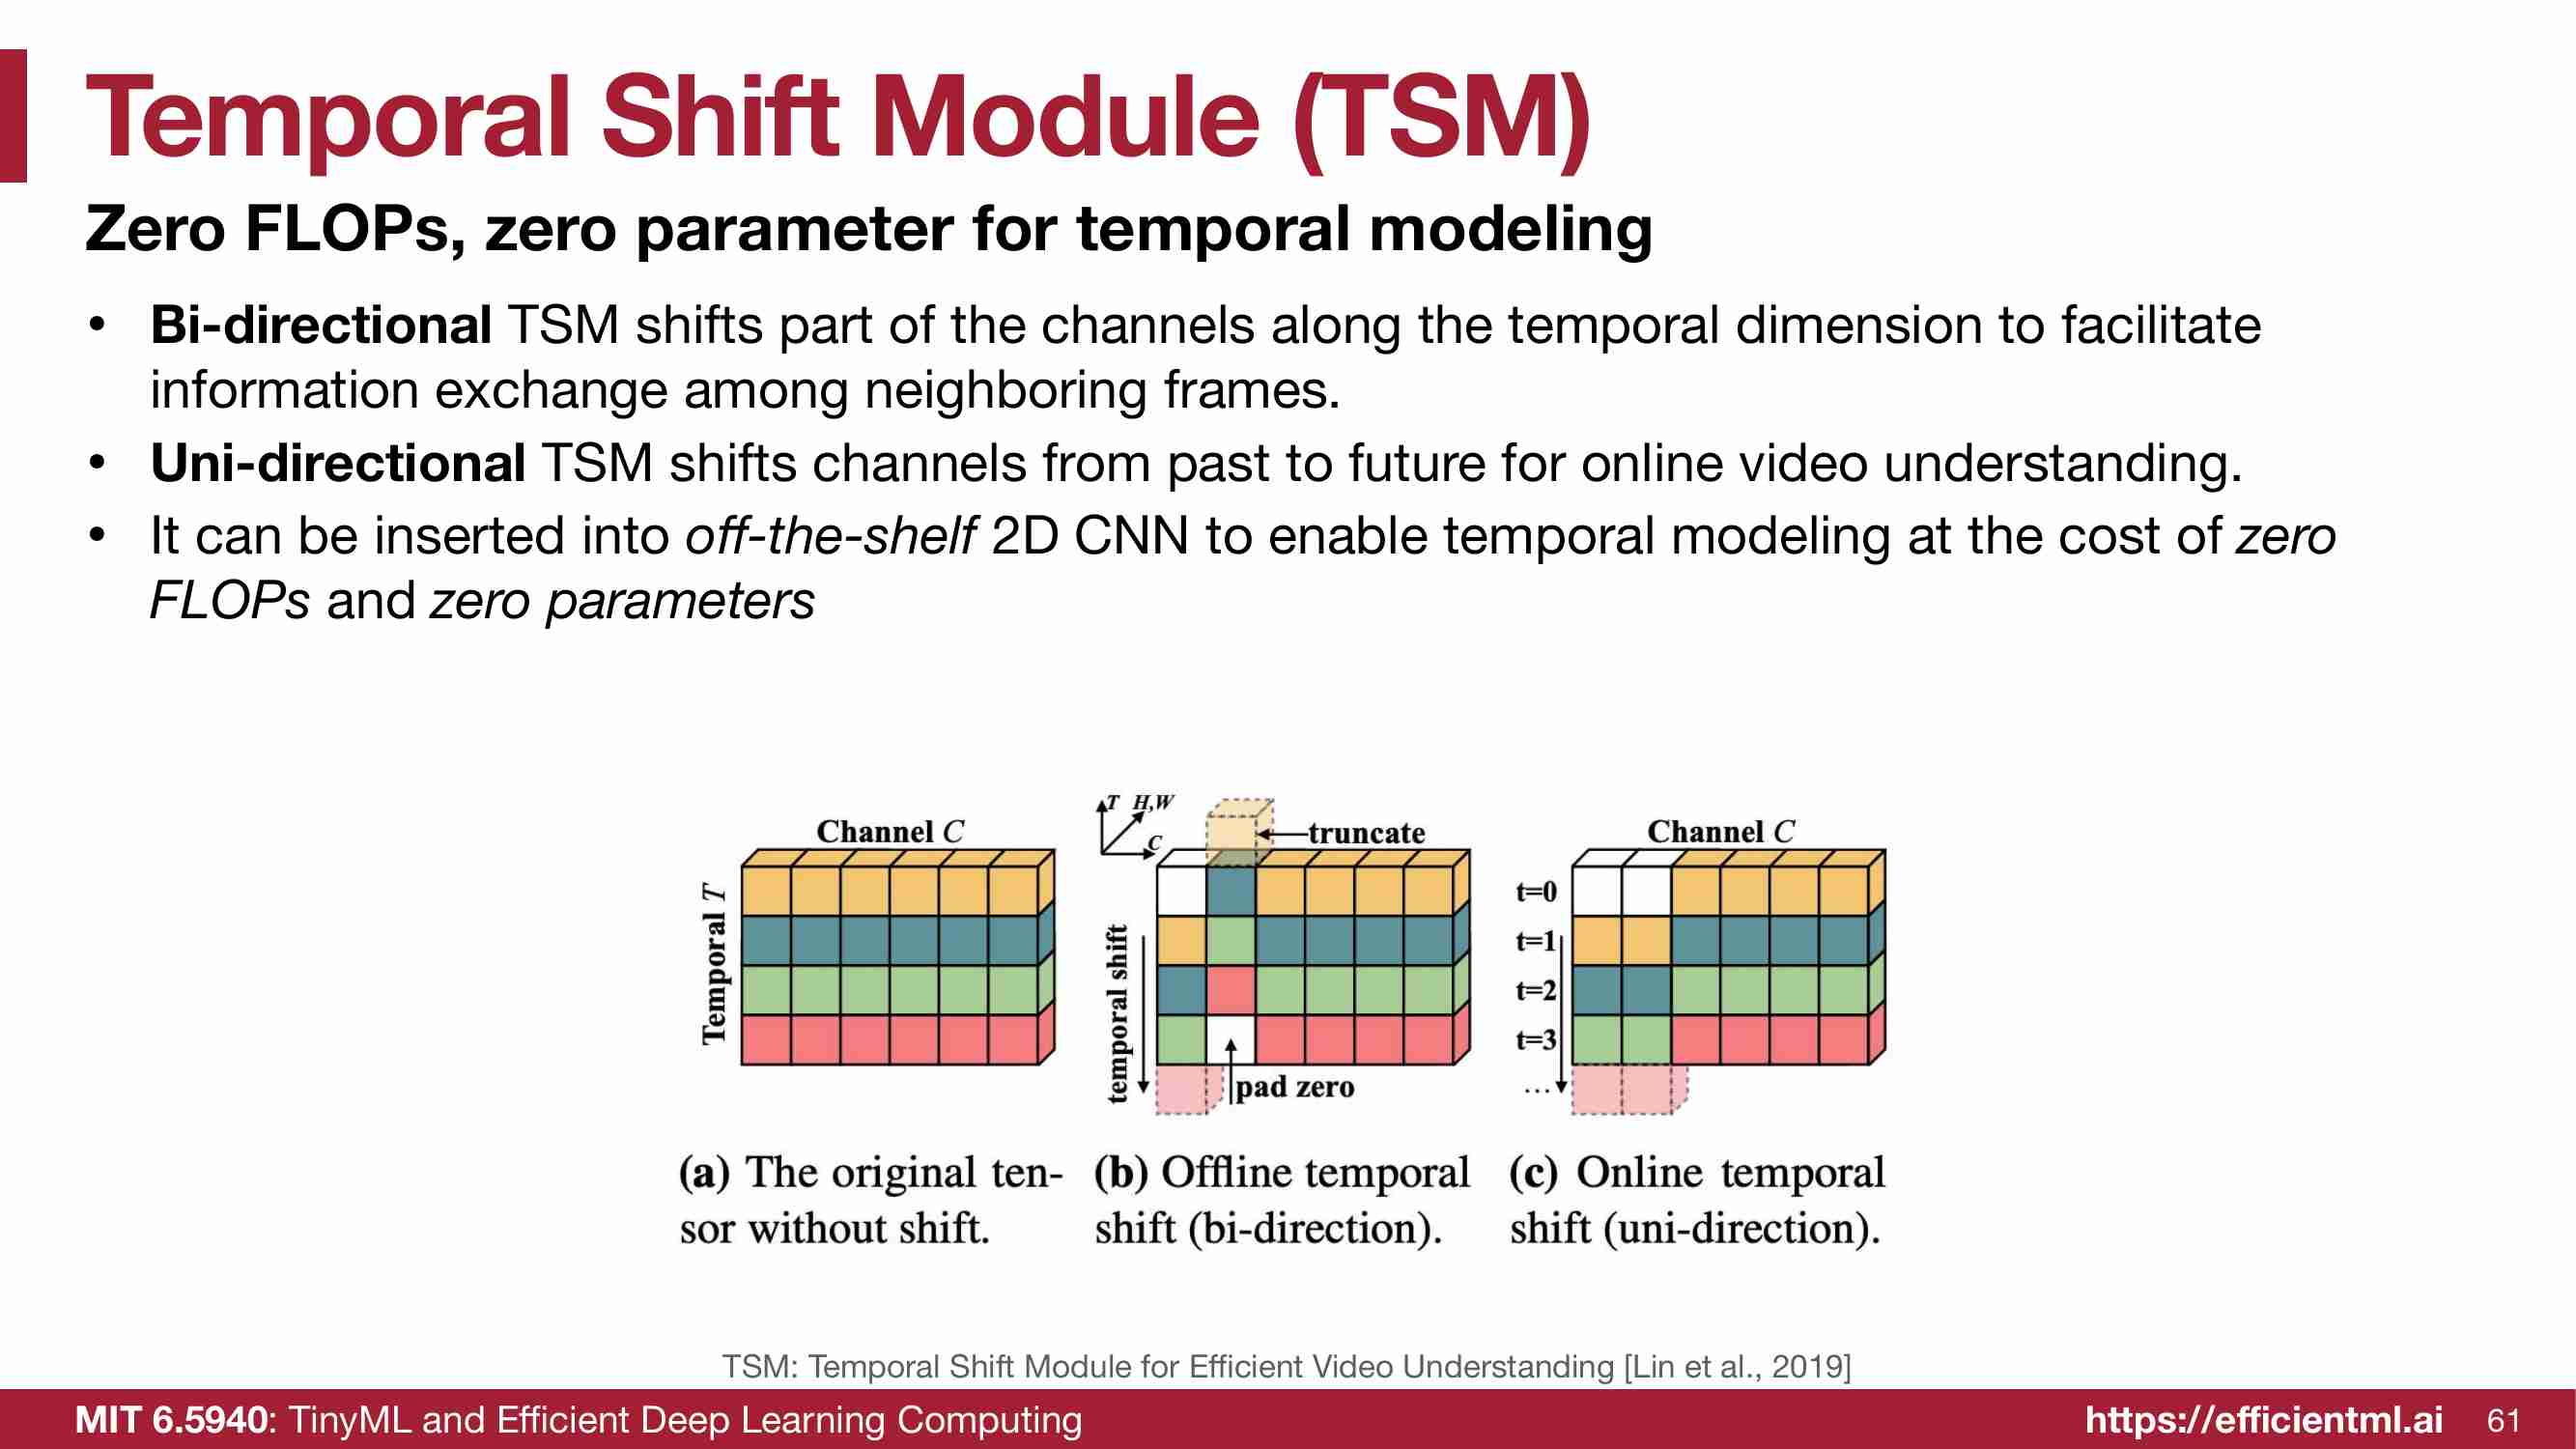 Temporal Shift Module (TSM)
Zero FLOPs, zero parameter for temporal modeling
• Bi-directional TSM shifts part of the channels along the temporal dimension to facilitate
information exchange among neighboring frames.
• Uni-directional TSM shifts channels from past to future for online video understanding.
• It can be inserted into off-the-shelf 2D CNN to enable temporal modeling at the cost of zero
FLOPs and zero parameters
Channel C
Temporal T
(a) The original ten-
sor without shift.
T H,W
C
truncate
temporal shift
pad zero
(b) Offline temporal
shift (bi-direction).
Channel C
t=0
t=1
t=2
t=3
...
(c) Online temporal
shift (uni-direction).
TSM: Temporal Shift Module for Efficient Video Understanding [Lin et al., 2019]
MIT 6.5940: TinyML and Efficient Deep Learning Computing
https://efficientml.ai 61